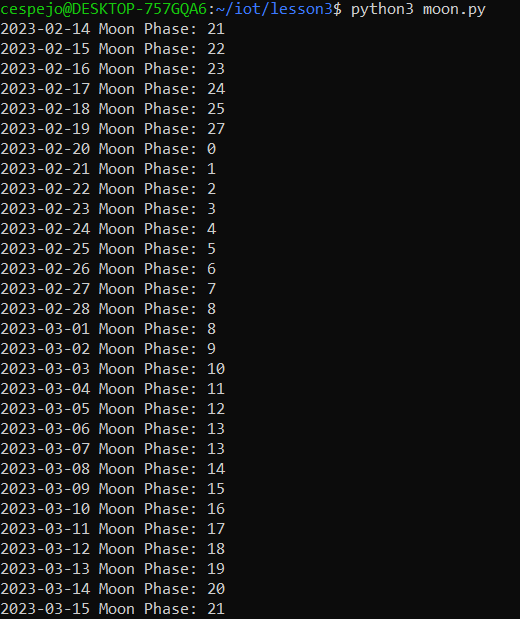 cespejo@DESKTOP-757GQA6:~/iot/lesson3$ python3 moon.py
2023-02-14 Moon Phase: 21
2023-02-15 Moon Phase: 22
2023-02-16 Moon Phase: 23
2023-02-17 Moon Phase: 24
2023-02-18 Moon Phase: 25
2023-02-19 Moon Phase: 27
2023-02-20 Moon Phase: 0
2023-02-21 Moon Phase: 1
2023-02-22 Moon Phase: 2
2023-02-23 Moon Phase: 3
2023-02-24 Moon Phase: 4
2023-02-25 Moon Phase: 5
2023-02-26 Moon Phase: 6
2023-02-27 Moon Phase: 7
2023-02-28 Moon Phase: 8
2023-03-01 Moon Phase: 8
2023-03-02 Moon Phase: 9
2023-03-03 Moon Phase: 10
2023-03-04 Moon Phase: 11
2023-03-05 Moon Phase: 12
2023-03-06 Moon Phase: 13
2023-03-07 Moon Phase: 13
2023-03-08 Moon Phase: 14
2023-03-09 Moon Phase: 15
2023-03-10 Moon Phase: 16
2023-03-11 Moon Phase: 17
2023-03-12 Moon Phase: 18
2023-03-13 Moon Phase: 19
2023-03-14 Moon Phase: 20
2023-03-15 Moon Phase: 21